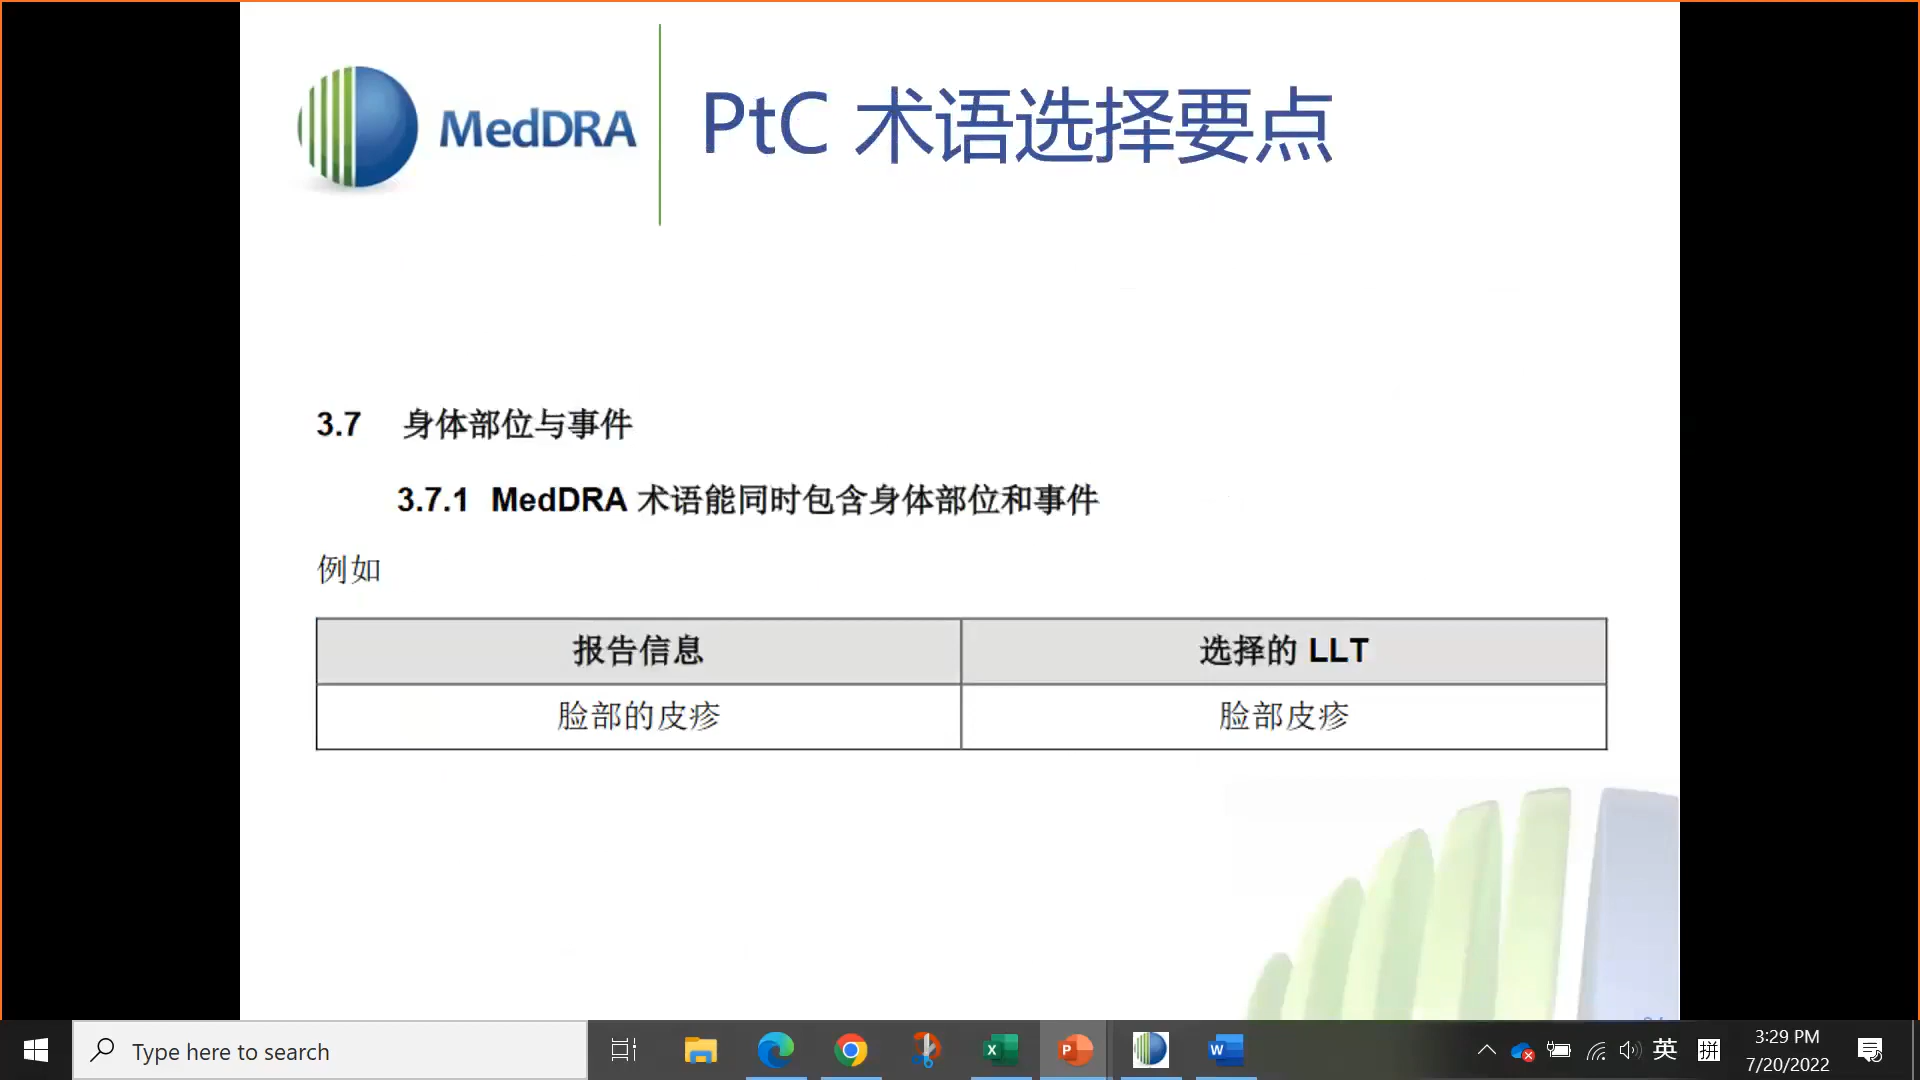 MedDRA
PtC 术语选择要点
3.7 身体部位与事件
3.7.1 MedDRA 术语能同时包含身体部位和事件
例如
报告信息 选择的 LLT
脸部的皮疹 脸部皮疹
Type here to search
英 拼
3:29 PM
7/20/2022